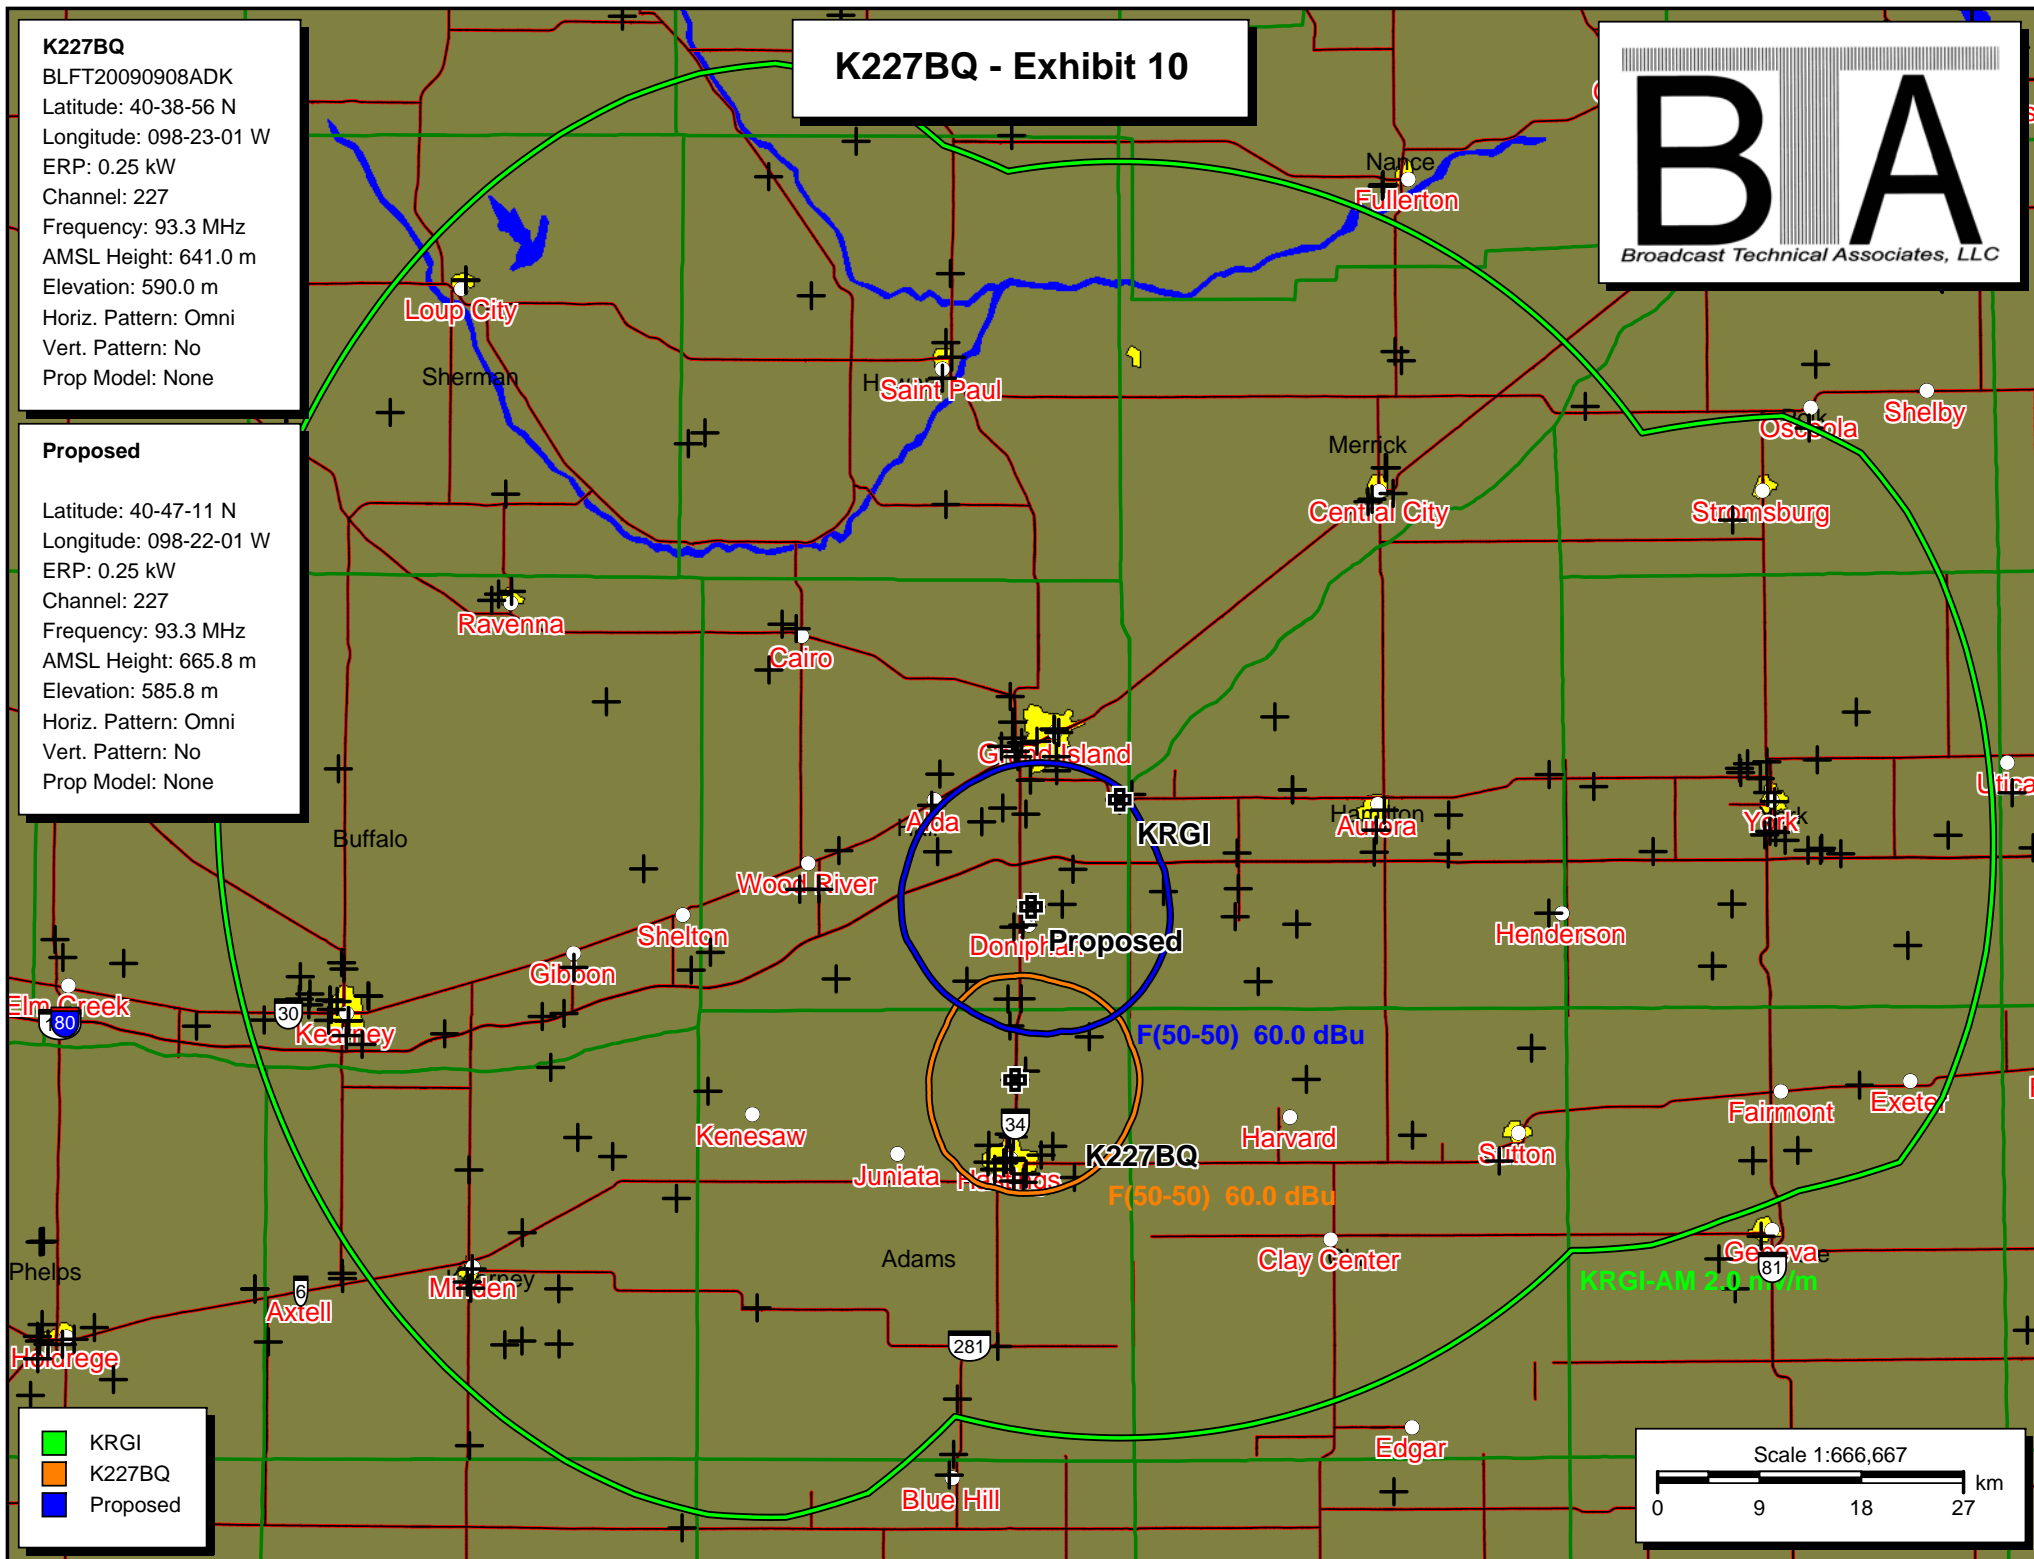 K227BQ
BLFT20090908ADK
Latitude: 40-38-56 N
Longitude: 098-23-01 W
ERP: 0.25 kW
Channel: 227
Frequency: 93.3 MHz
AMSL Height: 641.0 m
Elevation: 590.0 m
Horiz. Pattern: Omni
Vert. Pattern: No
Prop Model: None
K227BQ - Exhibit 10
BTA
Broadcast Technical Associates, LLC
Proposed
Latitude: 40-47-11 N
Longitude: 098-22-01 W
ERP: 0.25 kW
Channel: 227
Frequency: 93.3 MHz
AMSL Height: 665.8 m
Elevation: 585.8 m
Horiz. Pattern: Omni
Vert. Pattern: No
Prop Model: None
Nance
Fullerton
Loup City
Sherman
Saint Paul
Shelby
Osceola
Merrick
Central City
Stromsburg
Ravenna
Cairo
Grand Island
Utica
Alda
KRGI
Hamilton
Aurora
York
Buffalo
Wood River
Shelton
Doniphan
Proposed
Henderson
Gibbon
Elm Creek
80
30
Kearney
F(50-50) 60.0 dBu
Kenesaw
34
Harvard
Fairmont
Exeter
Sutton
Juniata
Hastings
K227BQ
F(50-50) 60.0 dBu
Phelps
Adams
Clay Center
Geneva
81
KRGI-AM 2.0 mV/m
Minden
6
Axtell
281
Holdrege
Edgar
Blue Hill
KRGI
K227BQ
Proposed
Scale 1:666,667
km
0 9 18 27